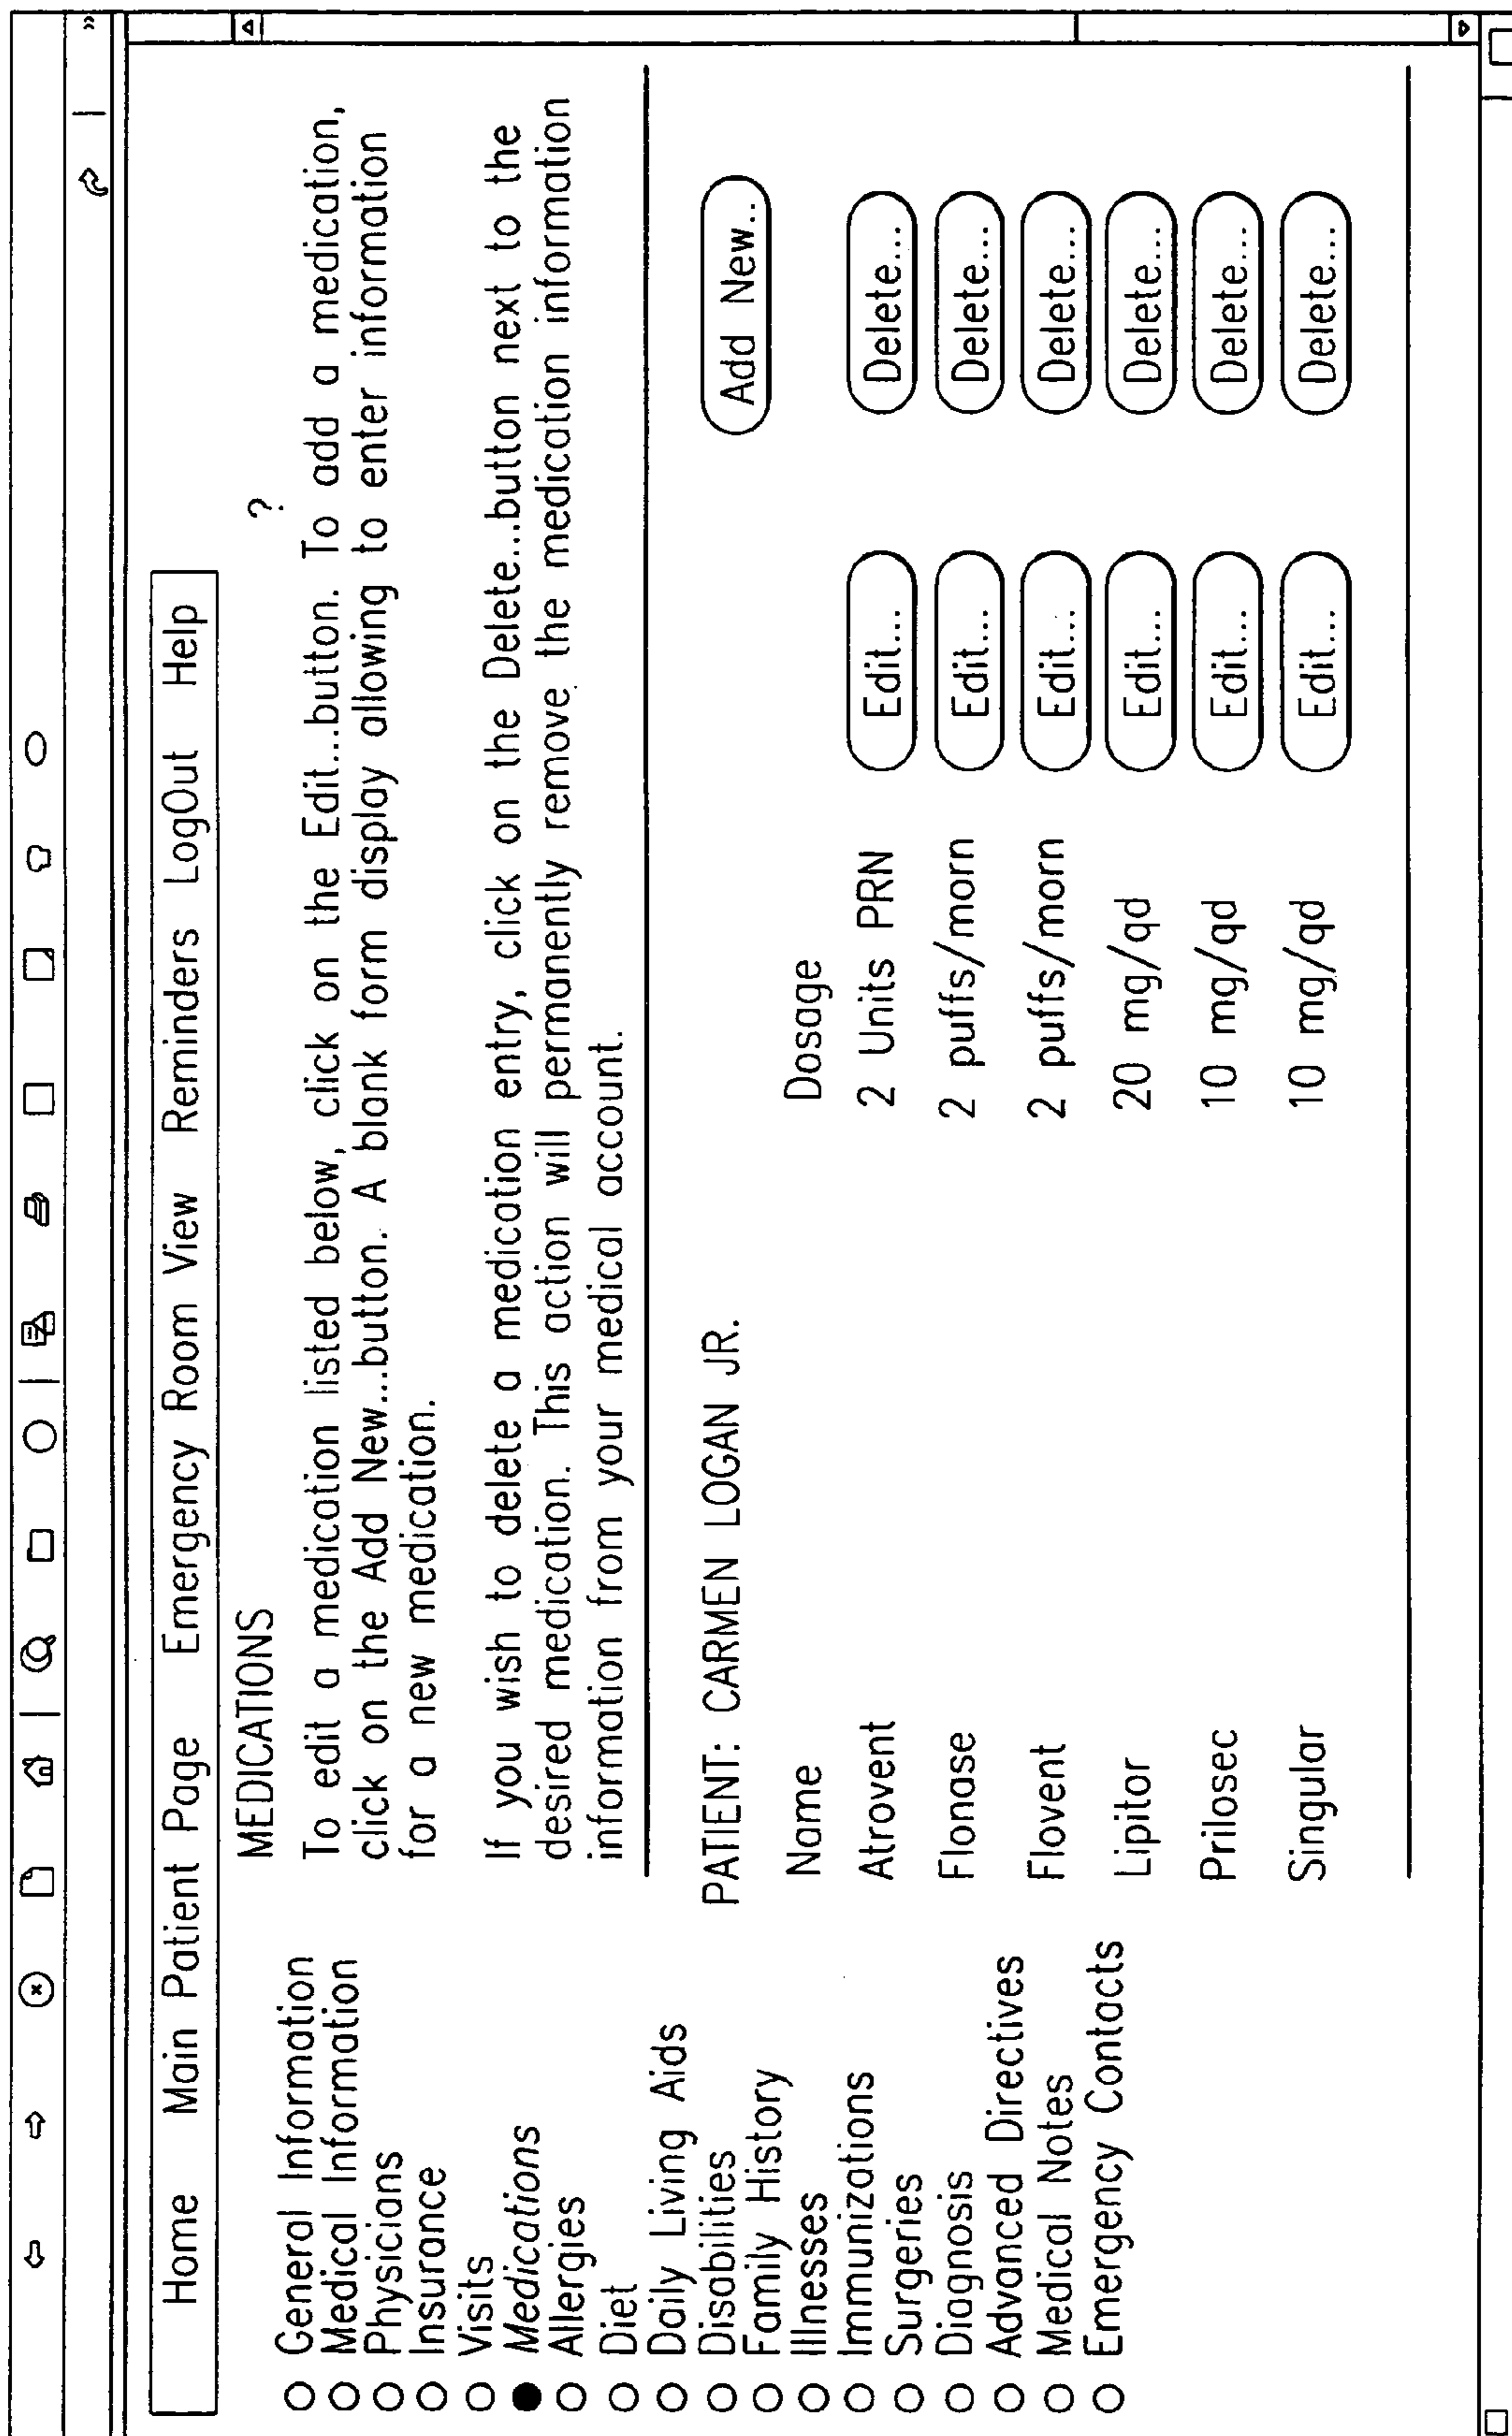 Home Main Patient Page Emergency Room View Reminders LogOut Help
General Information
Medical Information
Physicians
Insurance
Visits
Medications
Allergies
Diet
Daily Living Aids
Disabilities
Family History
Illnesses
Immunizations
Surgeries
Diagnosis
Advanced Directives
Medical Notes
Emergency Contacts
MEDICATIONS
?
To edit a medication listed below, click on the Edit...button. To add a medication,
click on the Add New...button. A blank form display allowing to enter information
for a new medication.
If you wish to delete a medication entry, click on the Delete...button next to the
desired medication. This action will permanently remove the medication information
information from your medical account.
PATIENT: CARMEN LOGAN JR. Add New..
Name Dosage
Atrovent 2 Units PRN Edit... Delete...
Flonase 2 puffs/morn Edit... Delete...
Flovent 2 puffs/morn Edit... Delete...
Lipitor 20 mg/qd Edit... Delete...
Prilosec 10 mg/qd Edit... Delete...
Singular 10 mg/qd Edit... Delete...